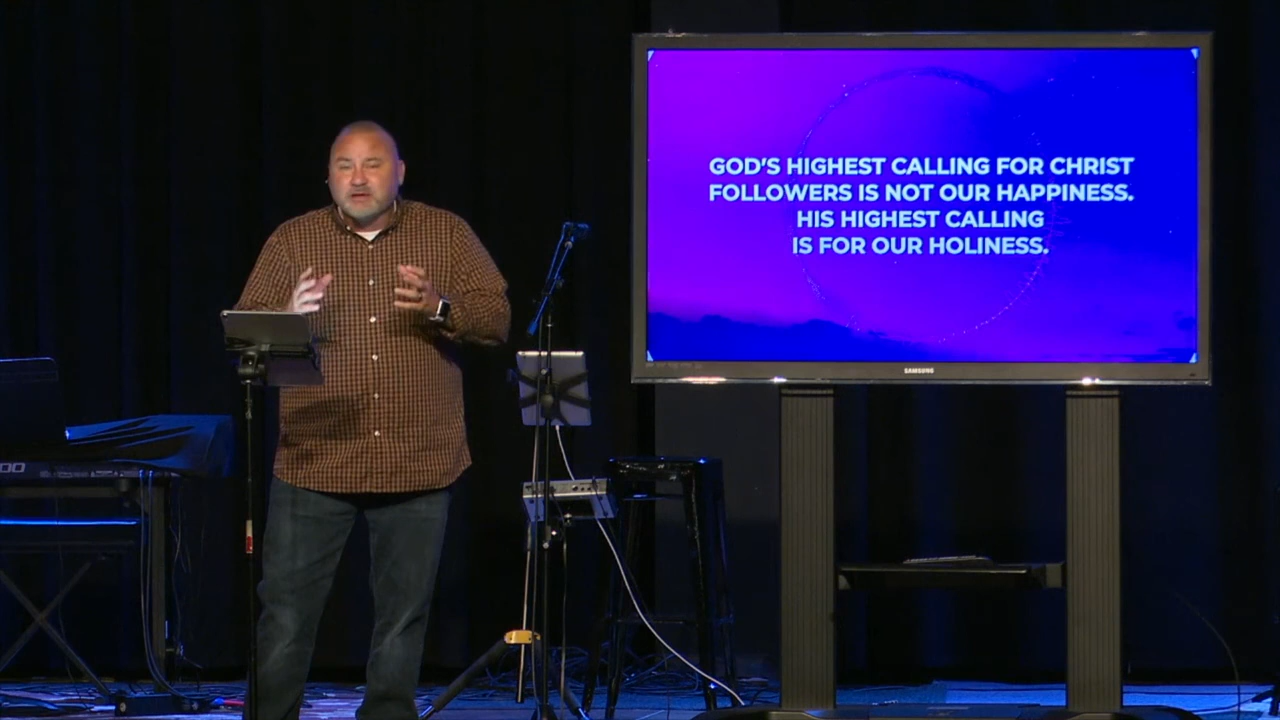 GOD'S HIGHEST CALLING FOR CHRIST
FOLLOWERS IS NOT OUR HAPPINESS.
HIS HIGHEST CALLING
IS FOR OUR HOLINESS.
SAMSUNG